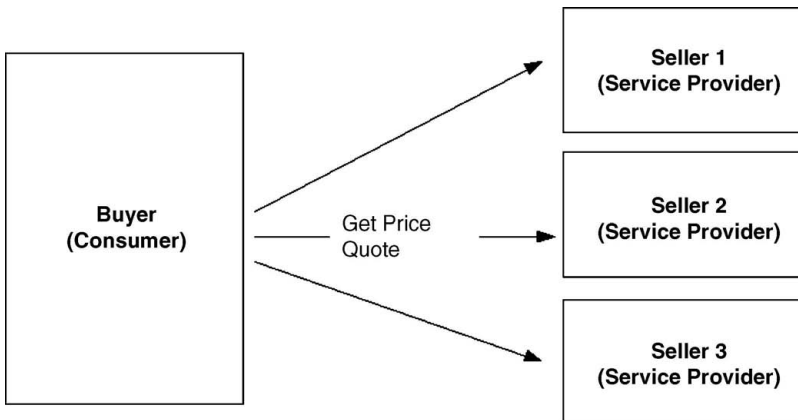 Buyer
(Consumer)
Get Price
Quote
Seller 1
(Service Provider)
Seller 2
(Service Provider)
Seller 3
(Service Provider)